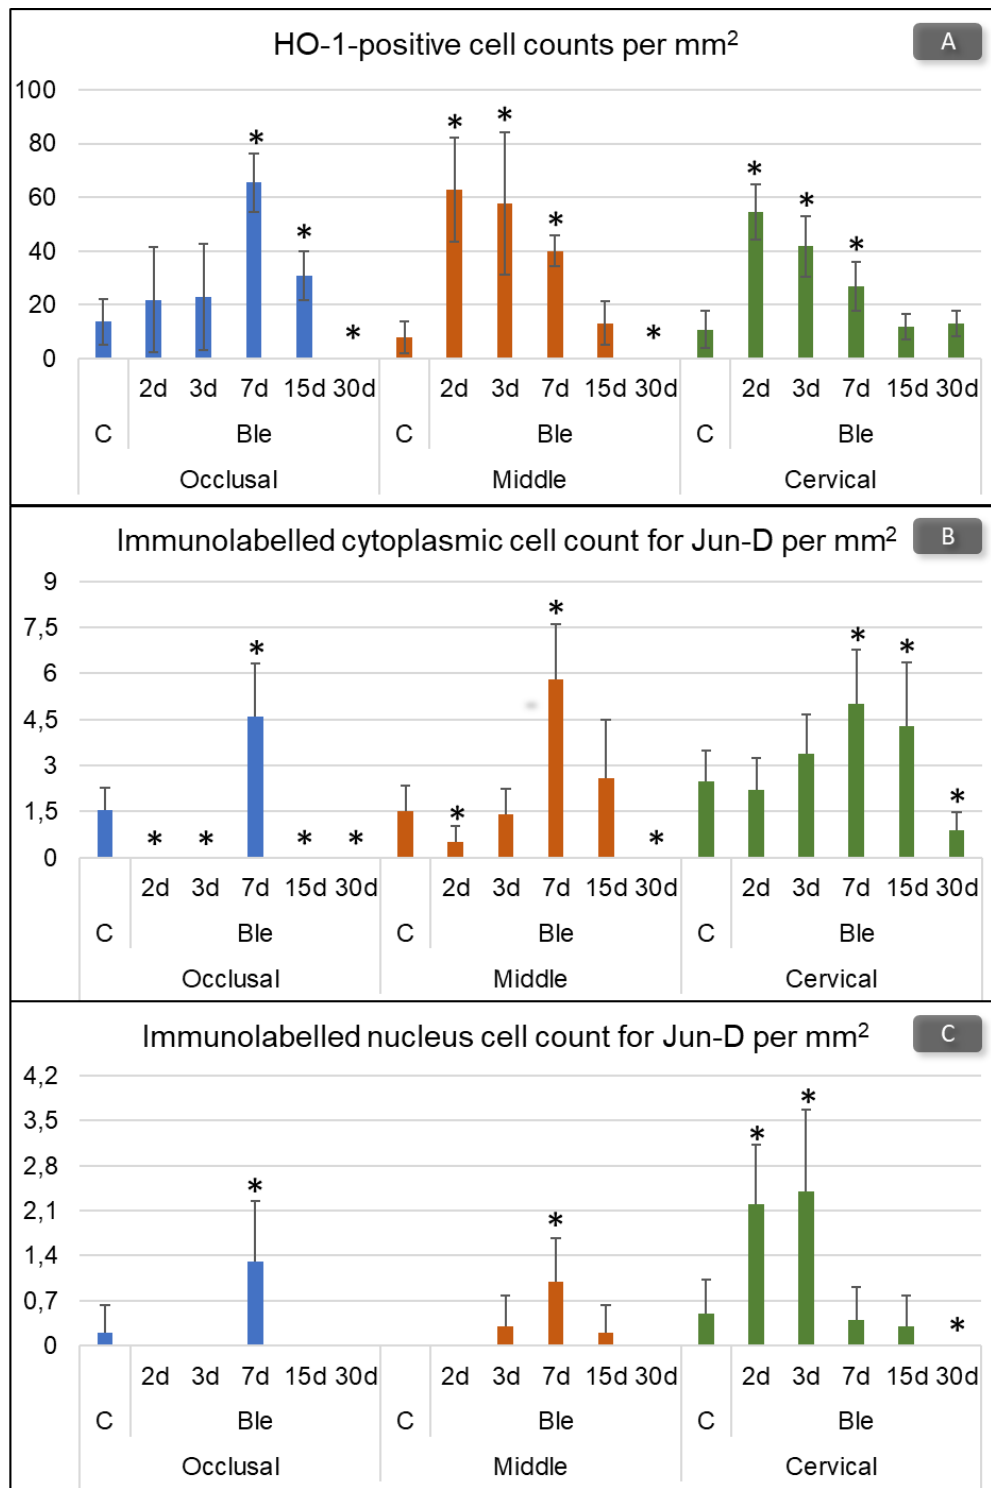 HO-1-positive cell counts per mm²
A
100
80
60
40
20
0
* * * * * * * * * *
2d 3d 7d 15d 30d 2d 3d 7d 15d 30d 2d 3d 7d 15d 30d
C Ble C Ble C Ble
Occlusal Middle Cervical
Immunolabelled cytoplasmic cell count for Jun-D per mm²
B
9
7,5
6
4,5
3
1,5
0
* * * * * * * * * * *
2d 3d 7d 15d 30d 2d 3d 7d 15d 30d 2d 3d 7d 15d 30d
C Ble C Ble C Ble
Occlusal Middle Cervical
Immunolabelled nucleus cell count for Jun-D per mm²
C
4,2
3,5
2,8
2,1
1,4
0,7
0
* * * * *
2d 3d 7d 15d 30d 2d 3d 7d 15d 30d 2d 3d 7d 15d 30d
C Ble C Ble C Ble
Occlusal Middle Cervical